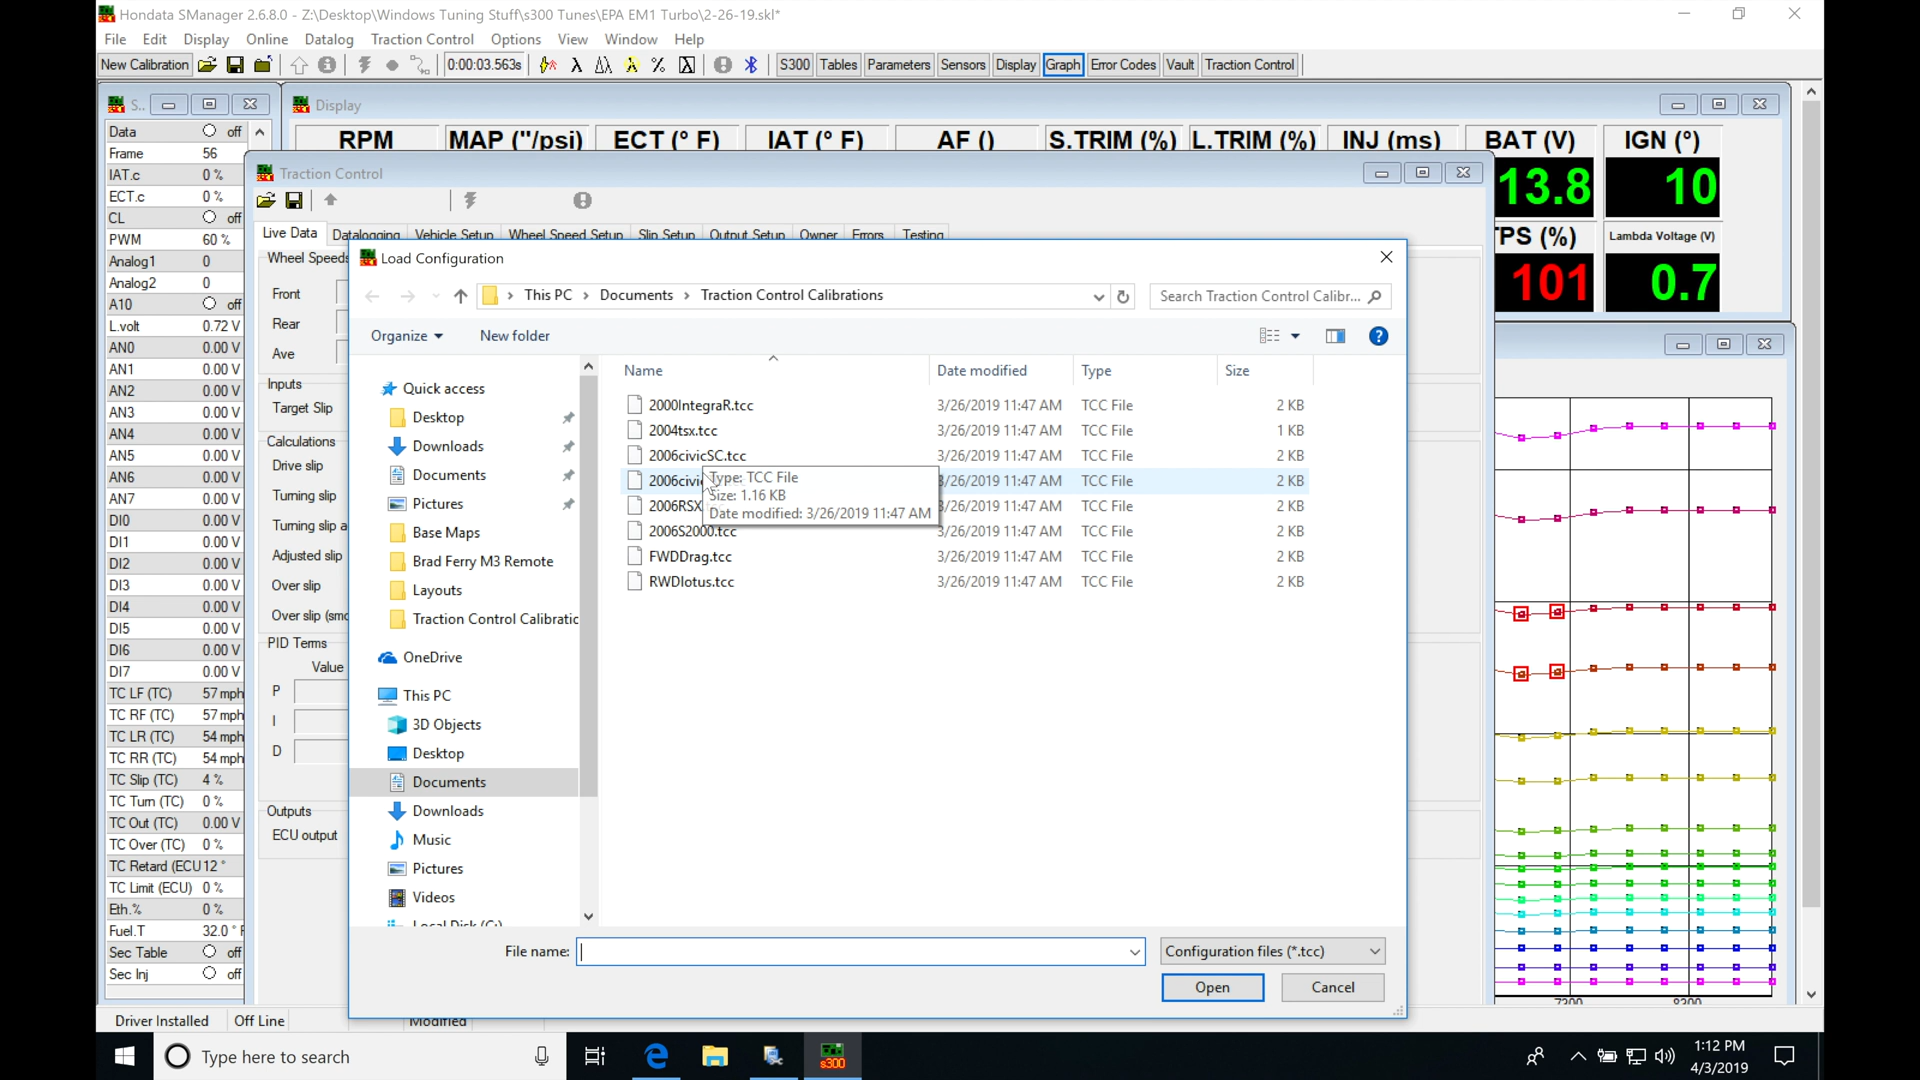 Hondata SManager 2.6.8.0 - Z:\Desktop\Windows Tuning Stuff\s300 Tunes\EPA EM1 Turbo\2-26-19.skl*
File Edit Display Online Datalog Traction Control Options View Window Help
New Calibration 0:00:03.563s S300 Tables Parameters Sensors Display Graph Error Codes Vault Traction Control
S.. Display
RPM MAP ("/psi) ECT (° F) IAT (° F) AF () S.TRIM (%) L.TRIM (%) INJ (ms) BAT (V) IGN (°)
13.8 10
TPS (%) Lambda Voltage (V)
101 0.7
Data off
Frame 56
IAT.c 0 %
ECT.c 0 %
CL off
PWM 60 %
Analog1 0
Analog2 0
A10 off
L.volt 0.72 V
AN0 0.00 V
AN1 0.00 V
AN2 0.00 V
AN3 0.00 V
AN4 0.00 V
AN5 0.00 V
AN6 0.00 V
AN7 0.00 V
DI0 0.00 V
DI1 0.00 V
DI2 0.00 V
DI3 0.00 V
DI4 0.00 V
DI5 0.00 V
DI6 0.00 V
DI7 0.00 V
TC LF (TC) 57 mph
TC RF (TC) 57 mph
TC LR (TC) 54 mph
TC RR (TC) 54 mph
TC Slip (TC) 4 %
TC Turn (TC) 0 %
TC Out (TC) 0.00 V
TC Over (TC) 0 %
TC Retard (ECU 12 °
TC Limit (ECU) 0 %
Eth.% 0 %
Fuel.T 32.0 ° F
Sec Table off
Sec Inj off
Traction Control
Live Data Datalogging Vehicle Setup Wheel Speed Setup Slip Setup Output Setup Owner Errors Testing
Wheel Speeds
Front
Rear
Ave
Inputs
Target Slip
Calculations
Drive slip
Turning slip
Turning slip a
Adjusted slip
Over slip
Over slip (smo
PID Terms
Value
P
I
D
Outputs
ECU output
Load Configuration
This PC Documents Traction Control Calibrations
Search Traction Control Calibr...
Organize New folder
Quick access
Desktop
Downloads
Documents
Pictures
Base Maps
Brad Ferry M3 Remote
Layouts
Traction Control Calibratic
OneDrive
This PC
3D Objects
Desktop
Documents
Downloads
Music
Pictures
Videos
Local Disk (C:)
Name Date modified Type Size
2000IntegraR.tcc 3/26/2019 11:47 AM TCC File 2 KB
2004tsx.tcc 3/26/2019 11:47 AM TCC File 1 KB
2006civicSC.tcc 3/26/2019 11:47 AM TCC File 2 KB
2006civi 3/26/2019 11:47 AM TCC File 2 KB
2006RSX 3/26/2019 11:47 AM TCC File 2 KB
2006S2000.tcc 3/26/2019 11:47 AM TCC File 2 KB
FWDDrag.tcc 3/26/2019 11:47 AM TCC File 2 KB
RWDlotus.tcc 3/26/2019 11:47 AM TCC File 2 KB
Type: TCC File
Size: 1.16 KB
Date modified: 3/26/2019 11:47 AM
File name: Configuration files (*.tcc)
Open Cancel
7300 8300
Driver Installed Off Line Modified
Type here to search
s300
1:12 PM
4/3/2019